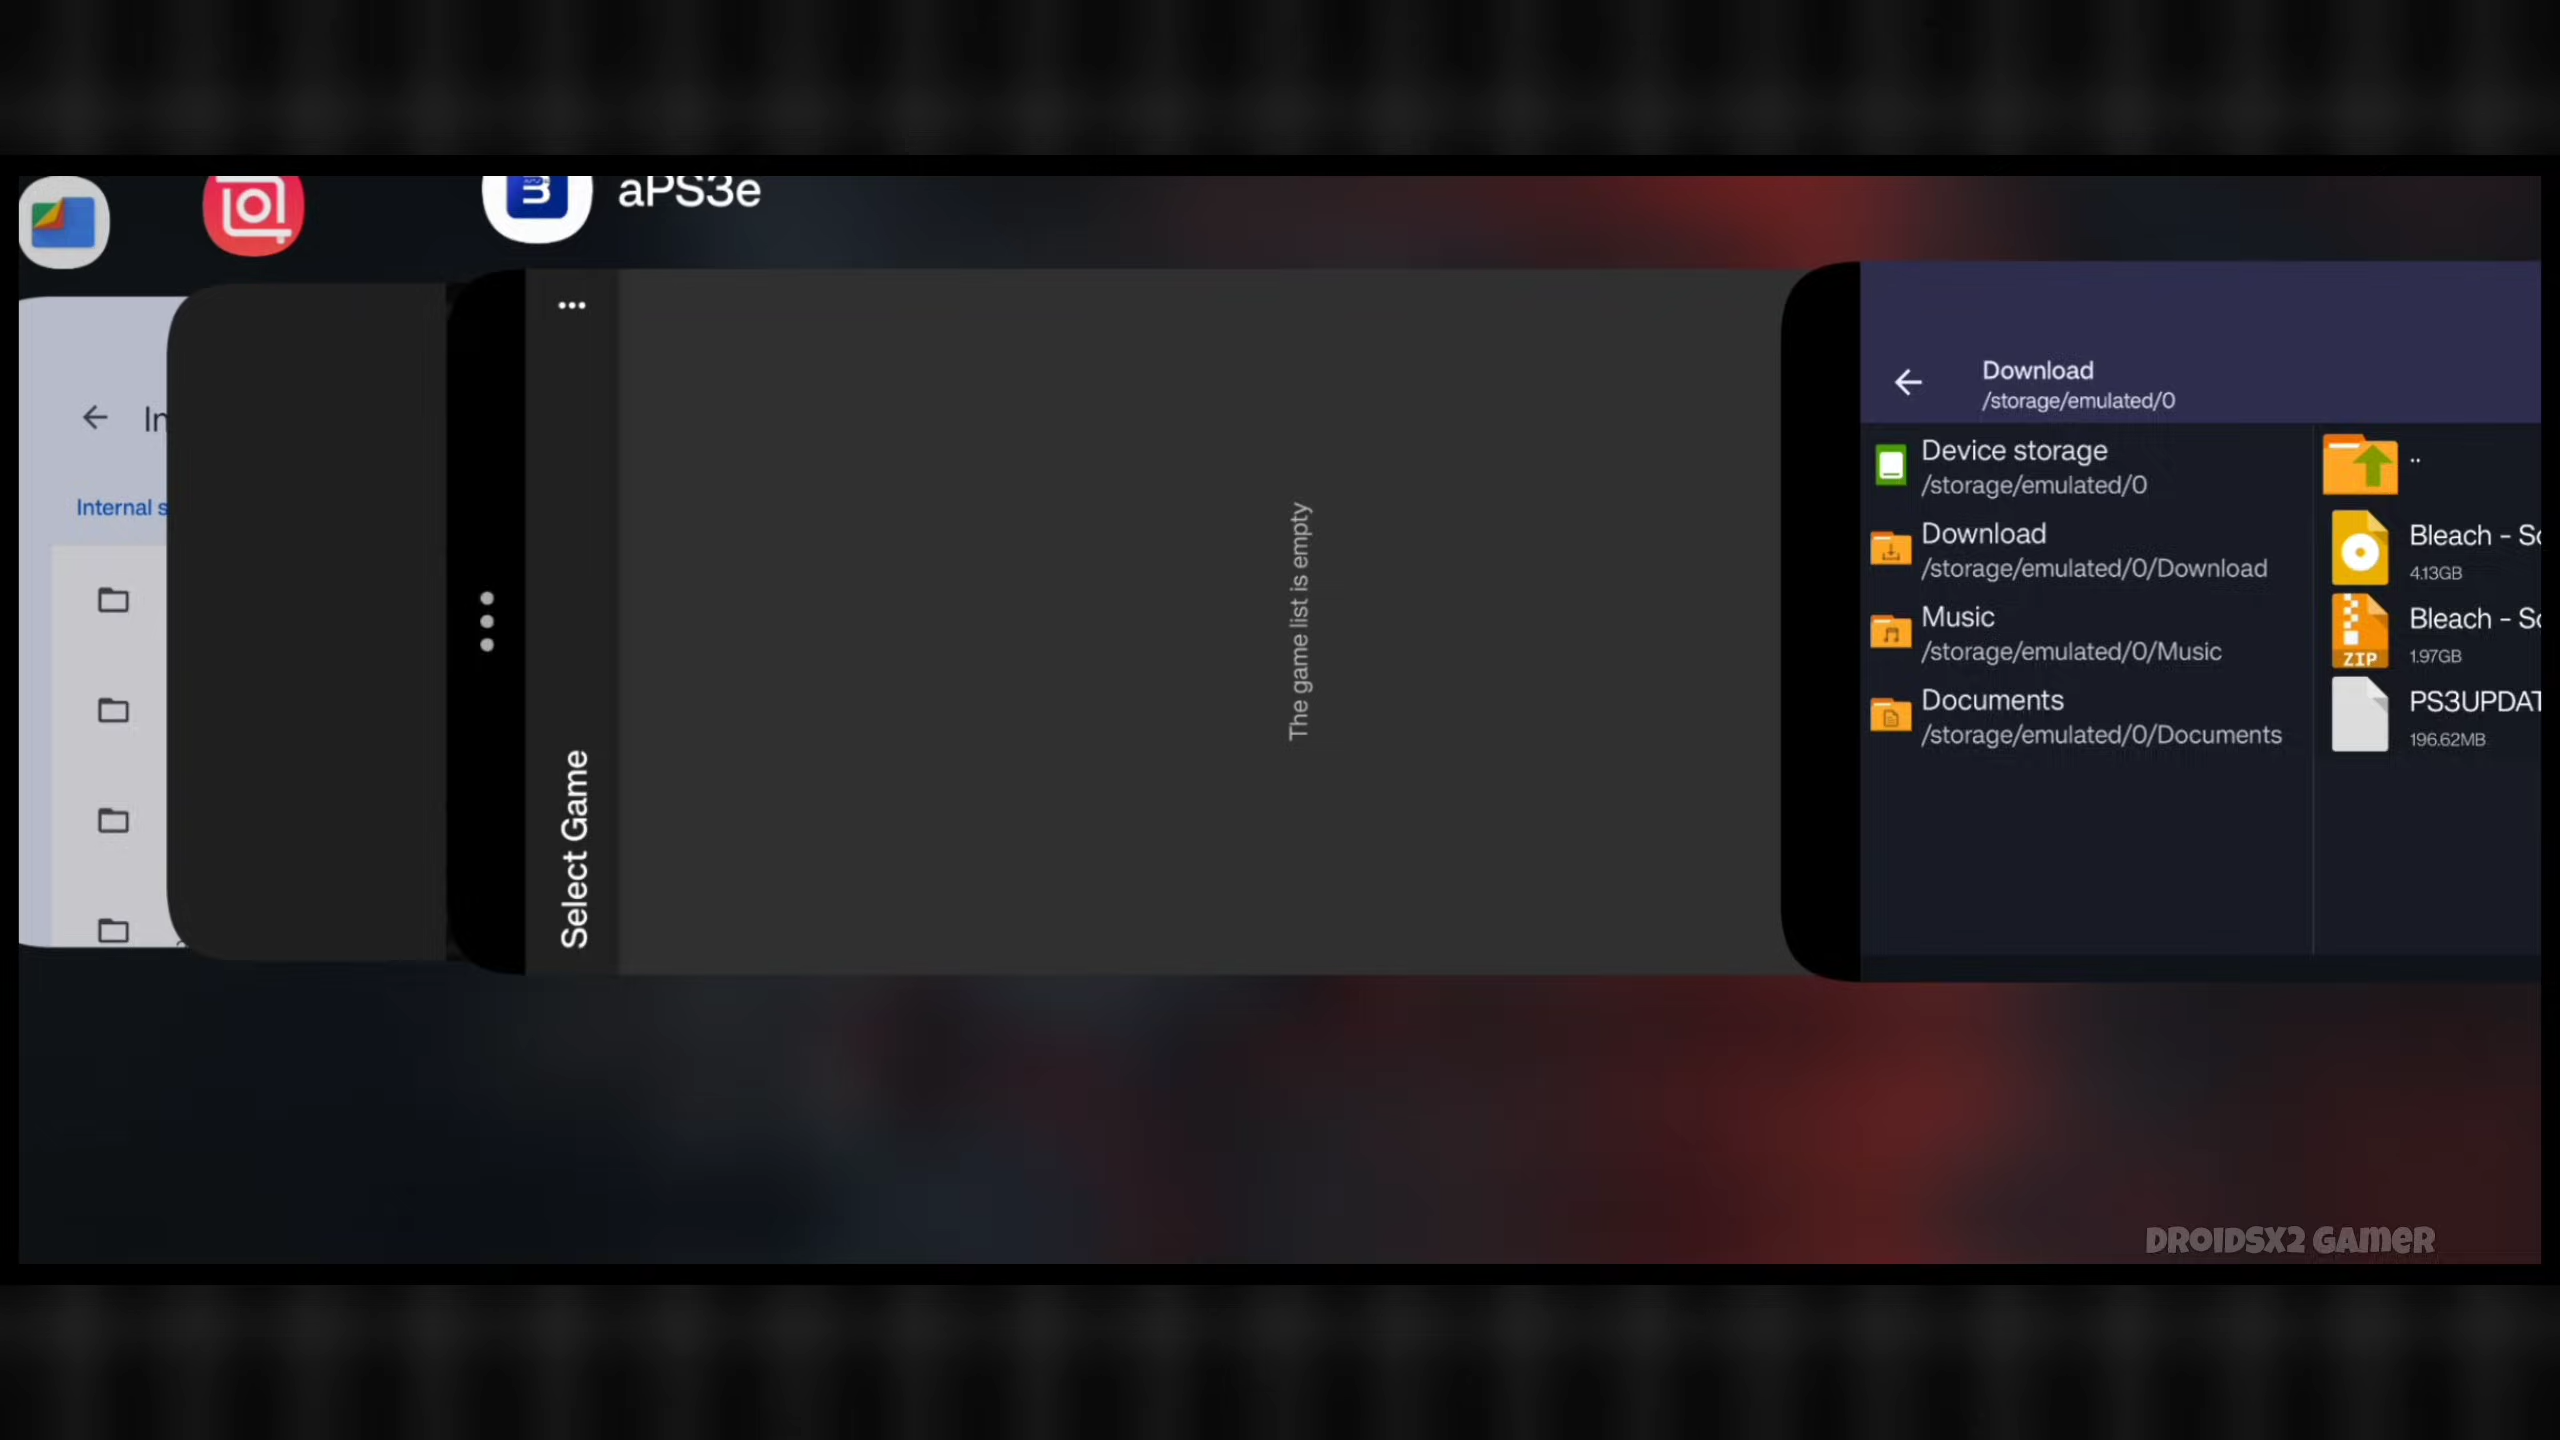 aPS3e
In
Internal s
Select Game
The game list is empty
Download
/storage/emulated/0
Device storage
/storage/emulated/0
Download
/storage/emulated/0/Download
Music
/storage/emulated/0/Music
Documents
/storage/emulated/0/Documents
..
Bleach - So
4.13GB
Bleach - So
1.97GB
ZIP
PS3UPDAT
196.62MB
DROIDSX2 GAMER